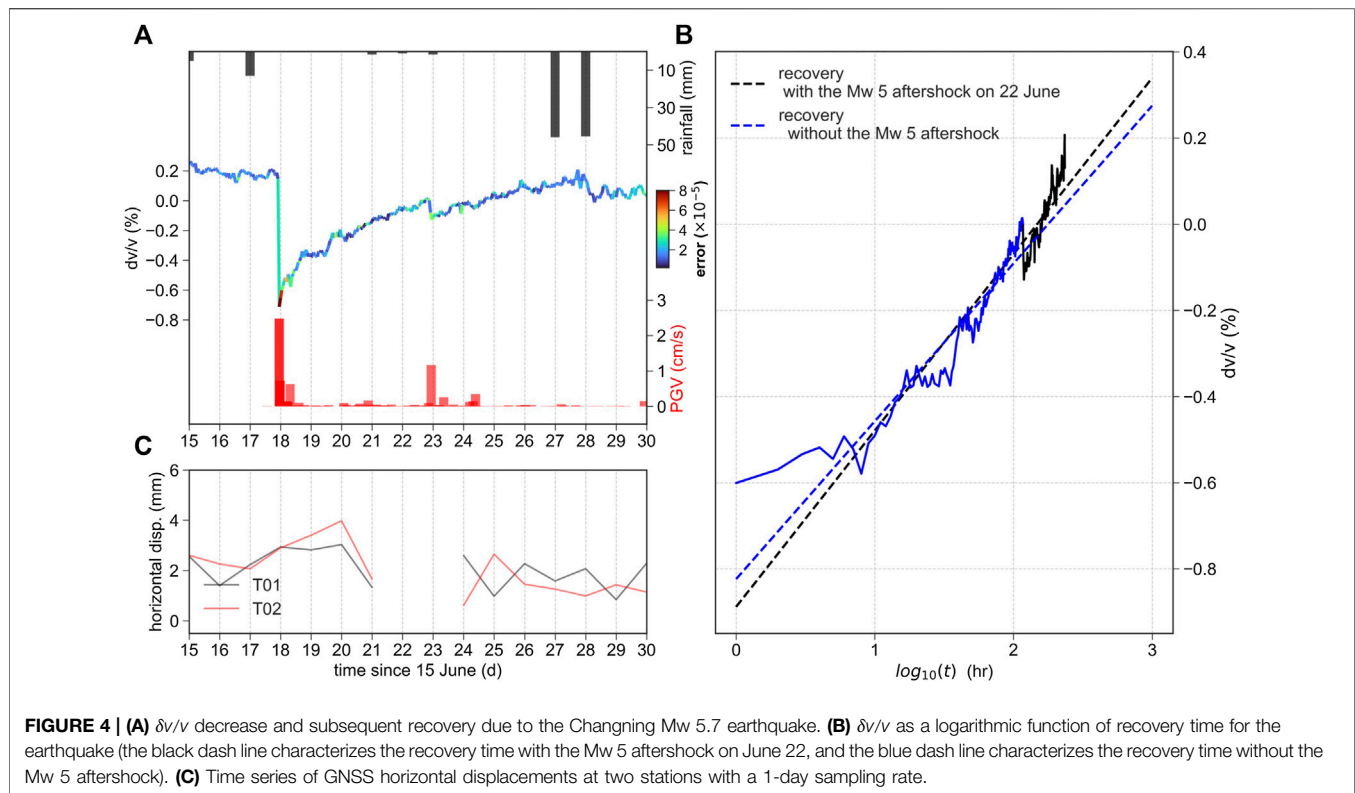 A
10
30
50
rainfall (mm)
0.2
0.0
−0.2
−0.4
−0.6
−0.8
dv/v (%)
8
6
4
2
error (×10⁻⁵)
3
2
1
0
PGV (cm/s)
15 16 17 18 19 20 21 22 23 24 25 26 27 28 29 30
B
recovery
with the Mw 5 aftershock on 22 June
recovery
without the Mw 5 aftershock
0.4
0.2
0.0
−0.2
−0.4
−0.6
−0.8
dv/v (%)
0 1 2 3
log₁₀(t) (hr)
C
6
4
2
0
horizontal disp. (mm)
T01
T02
15 16 17 18 19 20 21 22 23 24 25 26 27 28 29 30
time since 15 June (d)
FIGURE 4 | (A) δv/v decrease and subsequent recovery due to the Changning Mw 5.7 earthquake. (B) δv/v as a logarithmic function of recovery time for the
earthquake (the black dash line characterizes the recovery time with the Mw 5 aftershock on June 22, and the blue dash line characterizes the recovery time without the
Mw 5 aftershock). (C) Time series of GNSS horizontal displacements at two stations with a 1-day sampling rate.